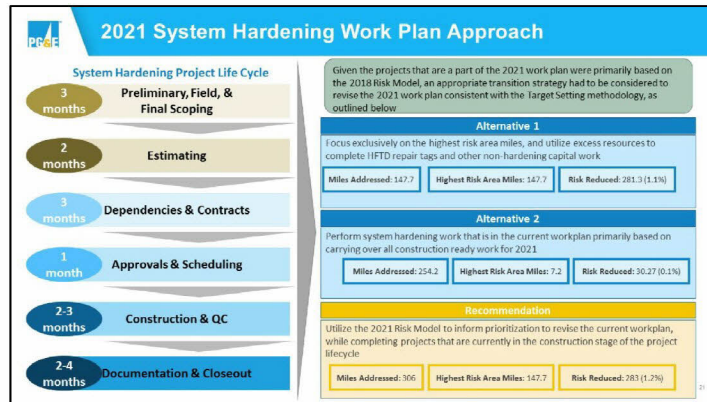 PG&E
2021 System Hardening Work Plan Approach
System Hardening Project Life Cycle
3
months
Preliminary, Field, &
Final Scoping
2
months
Estimating
3
months
Dependencies & Contracts
1
month
Approvals & Scheduling
2-3
months
Construction & QC
2-4
months
Documentation & Closeout
Given the projects that are a part of the 2021 work plan were primarily based on
the 2018 Risk Model, an appropriate transition strategy had to be considered to
revise the 2021 work plan consistent with the Target Setting methodology, as
outlined below
Alternative 1
Focus exclusively on the highest risk area miles, and utilize excess resources to
complete HFTD repair tags and other non-hardening capital work
Miles Addressed: 147.7
Highest Risk Area Miles: 147.7
Risk Reduced: 281.3 (1.1%)
Alternative 2
Perform system hardening work that is in the current workplan primarily based on
carrying over all construction ready work for 2021
Miles Addressed: 254.2
Highest Risk Area Miles: 7.2
Risk Reduced: 30.27 (0.1%)
Recommendation
Utilize the 2021 Risk Model to inform prioritization to revise the current workplan,
while completing projects that are currently in the construction stage of the project
lifecycle
Miles Addressed: 306
Highest Risk Area Miles: 147.7
Risk Reduced: 283 (1.2%)
21